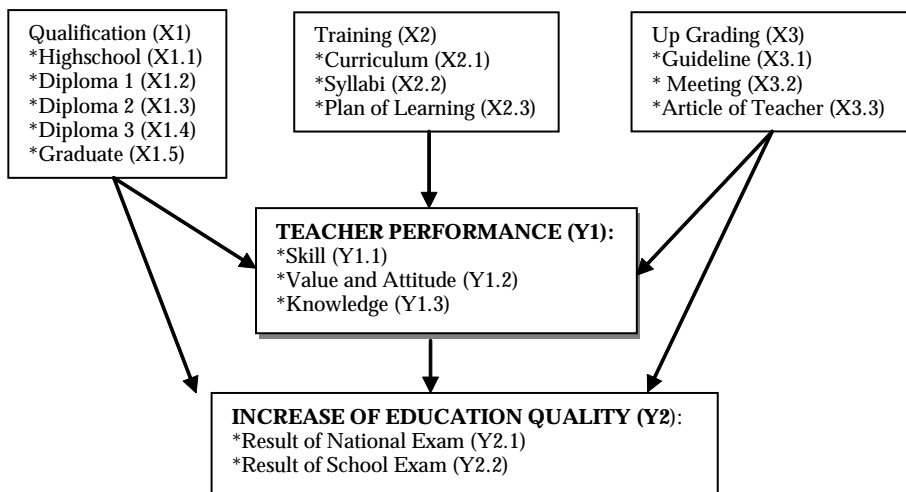 Qualification (X1)
*Highschool (X1.1)
*Diploma 1 (X1.2)
*Diploma 2 (X1.3)
*Diploma 3 (X1.4)
*Graduate (X1.5)
Training (X2)
*Curriculum (X2.1)
*Syllabi (X2.2)
*Plan of Learning (X2.3)
Up Grading (X3)
*Guideline (X3.1)
* Meeting (X3.2)
*Article of Teacher (X3.3)
TEACHER PERFORMANCE (Y1):
*Skill (Y1.1)
*Value and Attitude (Y1.2)
*Knowledge (Y1.3)
INCREASE OF EDUCATION QUALITY (Y2):
*Result of National Exam (Y2.1)
*Result of School Exam (Y2.2)